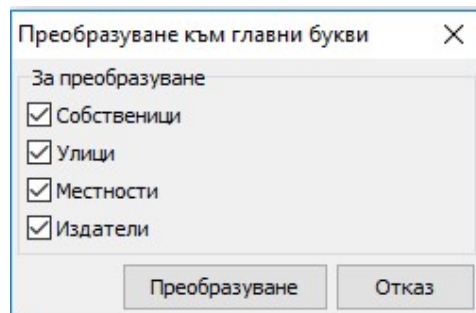 Преобразуване към главни букви
За преобразуване
Собственици
Улици
Местности
Издатели
Преобразуване Отказ